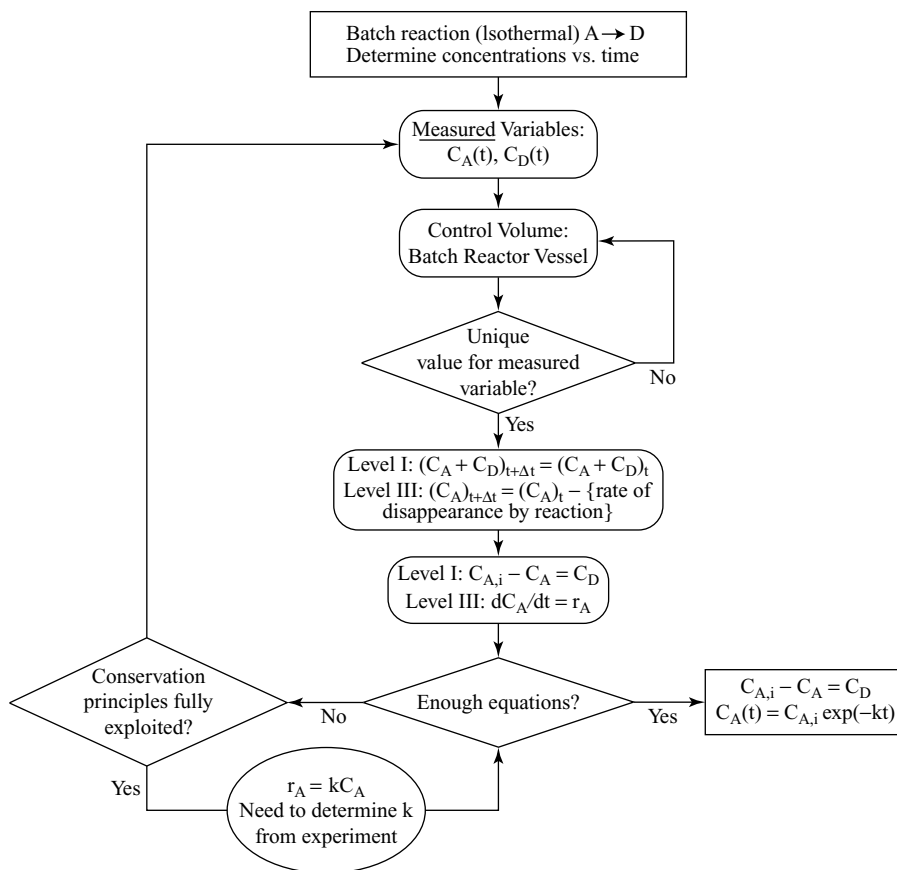 Batch reaction (Isothermal) A → D
Determine concentrations vs. time
Measured Variables:
C_A(t), C_D(t)
Control Volume:
Batch Reactor Vessel
Unique
value for measured
variable?
No
Yes
Level I: (C_A + C_D)_{t+Δt} = (C_A + C_D)_t
Level III: (C_A)_{t+Δt} = (C_A)_t – {rate of
disappearance by reaction}
Level I: C_{A,i} – C_A = C_D
Level III: dC_A/dt = r_A
Enough equations?
Yes
C_{A,i} – C_A = C_D
C_A(t) = C_{A,i} exp(–kt)
No
Conservation
principles fully
exploited?
Yes
r_A = kC_A
Need to determine k
from experiment